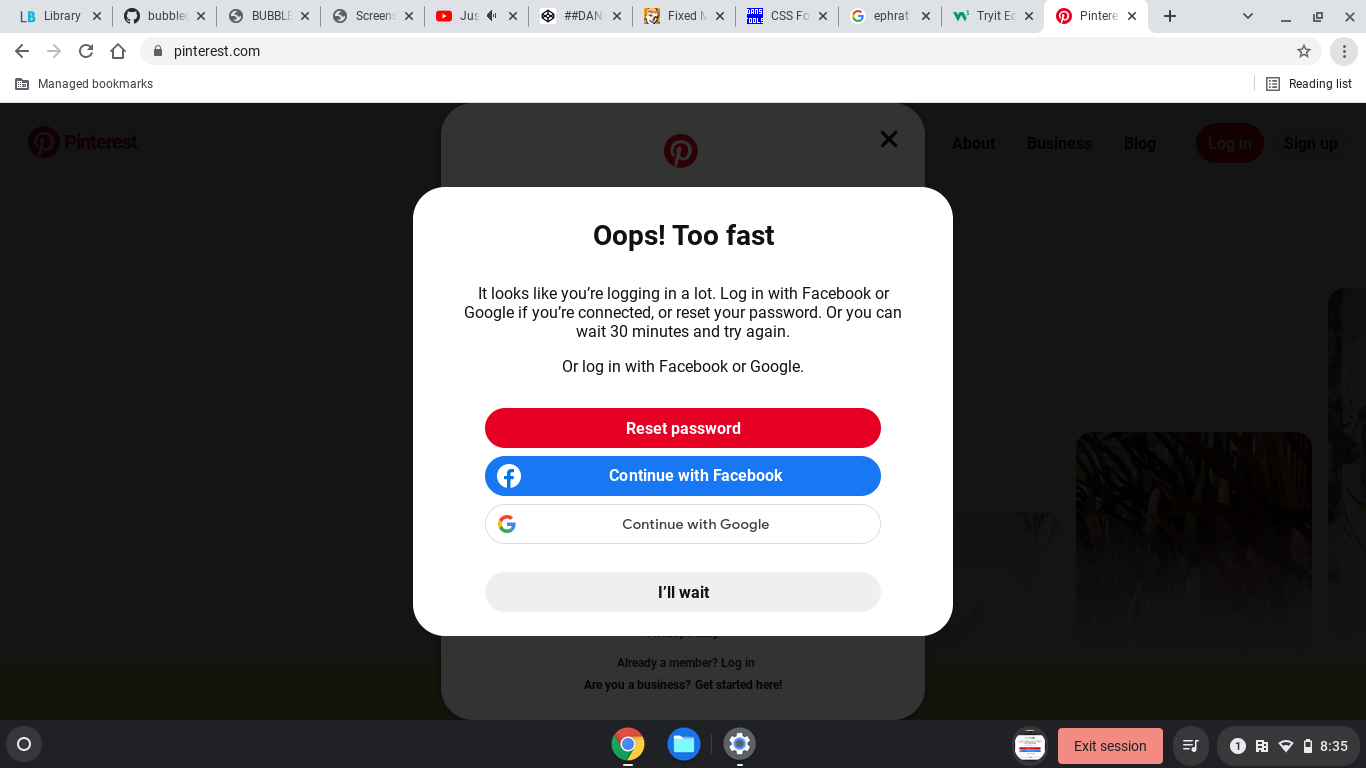 Library
bubble
BUBBLE
Screens
Jus
##DAN
Fixed M
CSS Fo
ephrat
Tryit Ed
Pintere
pinterest.com
Managed bookmarks
Reading list
Pinterest
About
Business
Blog
Log in
Sign up
Oops! Too fast
It looks like you’re logging in a lot. Log in with Facebook or
Google if you’re connected, or reset your password. Or you can
wait 30 minutes and try again.
Or log in with Facebook or Google.
Reset password
Continue with Facebook
Continue with Google
I’ll wait
Already a member? Log in
Are you a business? Get started here!
Exit session
1
8:35